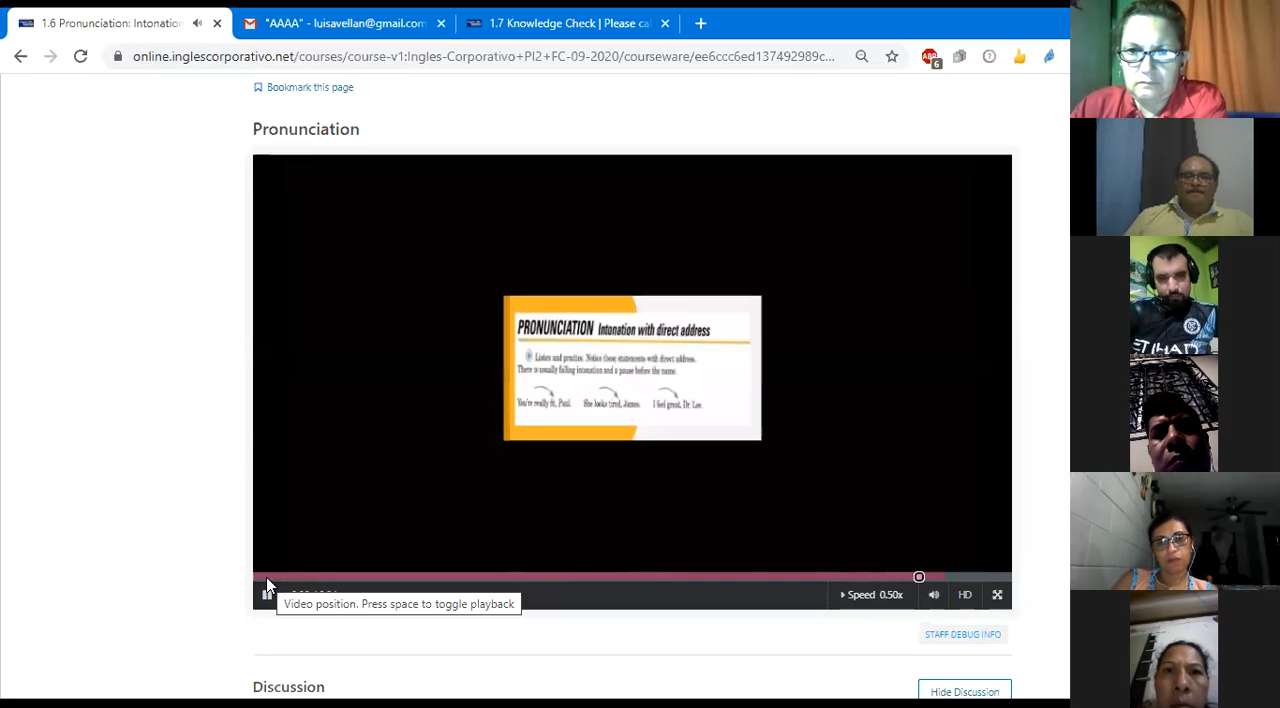 1.6 Pronunciation: Intonation
"AAAA" - luisavellan@gmail.com
1.7 Knowledge Check | Please ca
online.inglescorporativo.net/courses/course-v1:Ingles_Corporativo+PI2+FC-09-2020/courseware/ee6ccc6ed137492989c...
ABP
6
Bookmark this page
Pronunciation
PRONUNCIATION Intonation with direct address
Listen and practice. Notice these statements with direct address.
There is usually falling intonation and a pause before the name.
You're really fit, Paul. She looks tired, James. I feel great, Dr. Lee.
Speed 0.50x
HD
Video position. Press space to toggle playback
STAFF DEBUG INFO
Discussion
Hide Discussion
ETIHAD